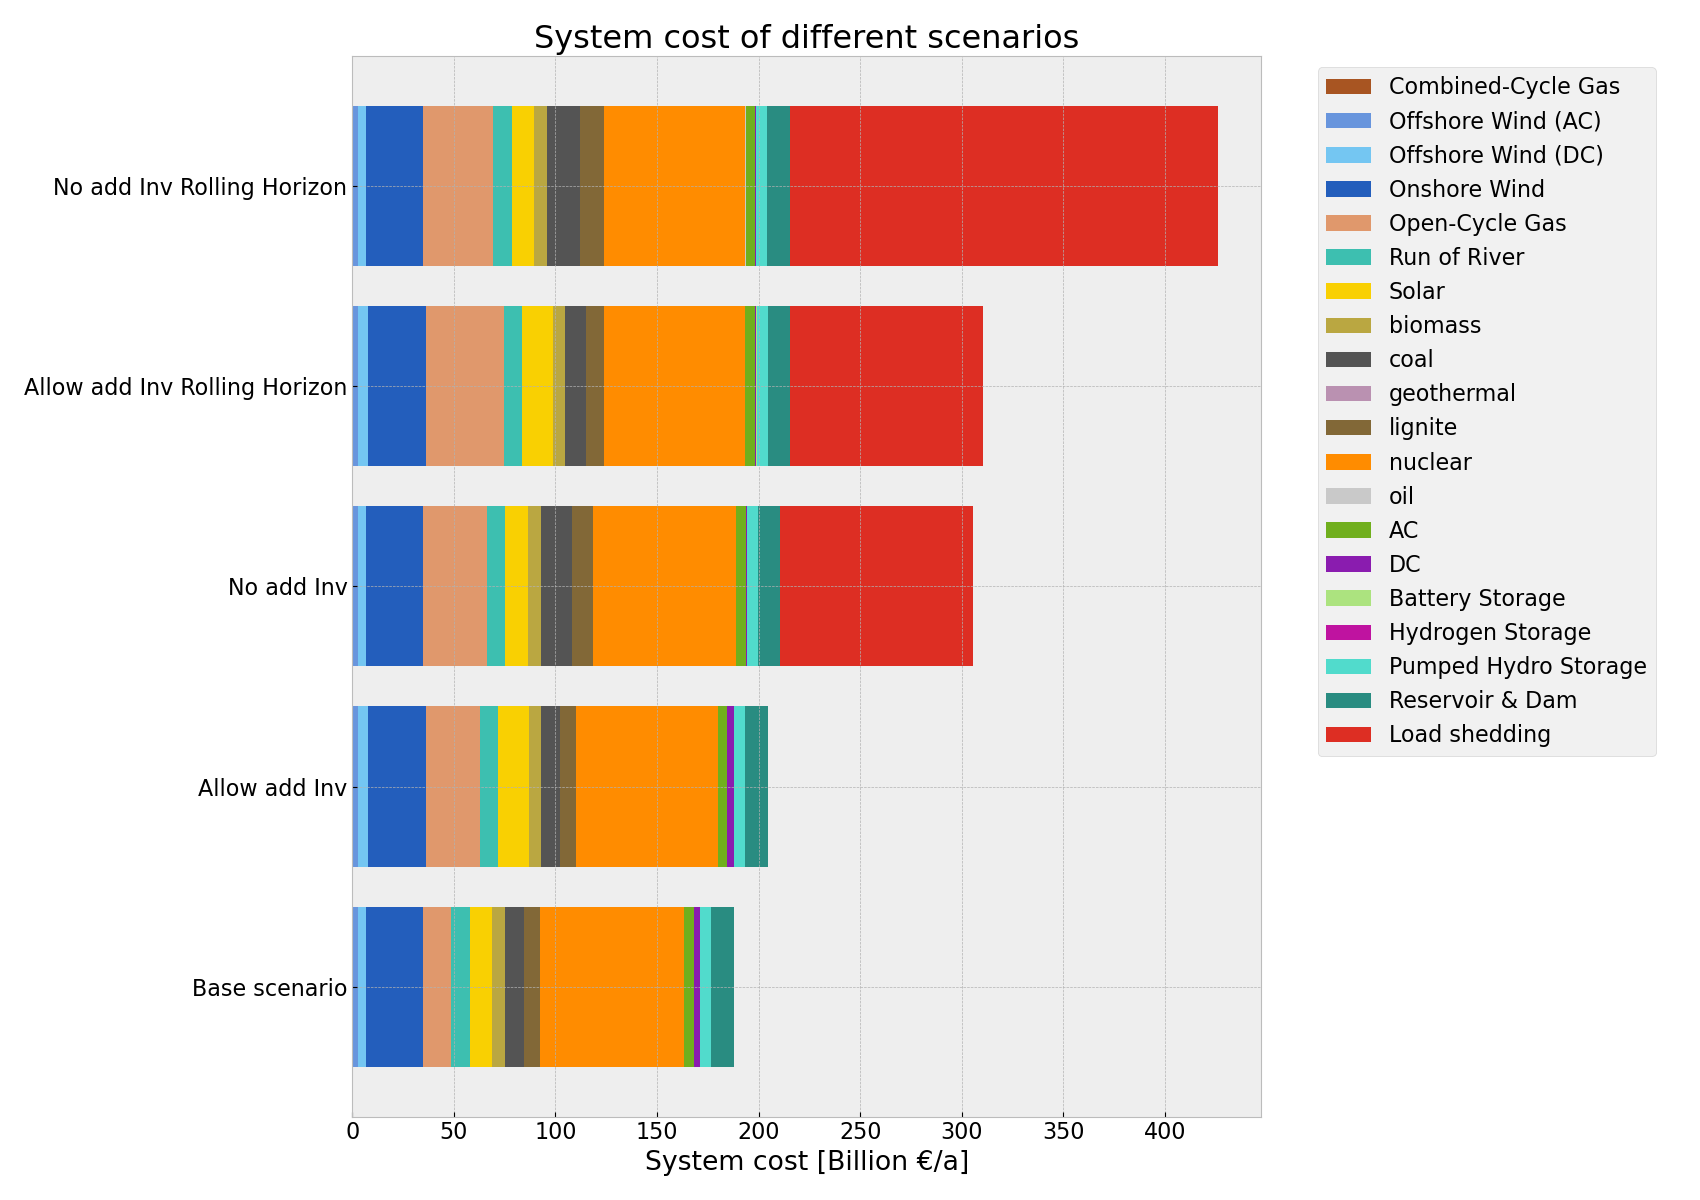 System cost of different scenarios
No add Inv Rolling Horizon
Allow add Inv Rolling Horizon
No add Inv
Allow add Inv
Base scenario
0 50 100 150 200 250 300 350 400
System cost [Billion €/a]
Combined-Cycle Gas
Offshore Wind (AC)
Offshore Wind (DC)
Onshore Wind
Open-Cycle Gas
Run of River
Solar
biomass
coal
geothermal
lignite
nuclear
oil
AC
DC
Battery Storage
Hydrogen Storage
Pumped Hydro Storage
Reservoir & Dam
Load shedding